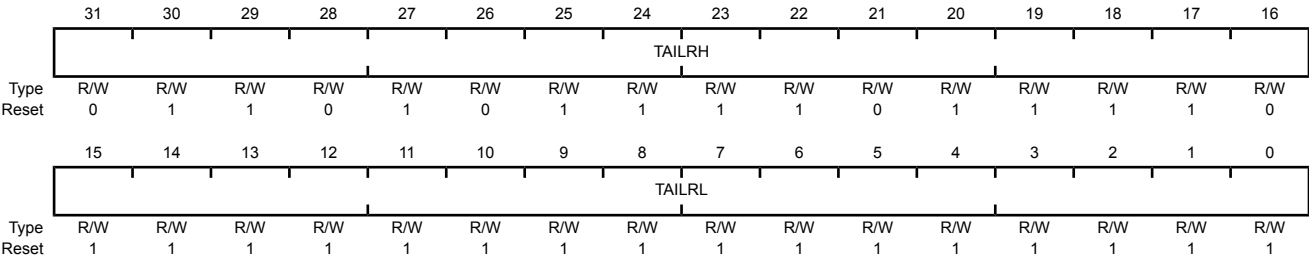 31 30 29 28 27 26 25 24 23 22 21 20 19 18 17 16
TAILRH
Type R/W R/W R/W R/W R/W R/W R/W R/W R/W R/W R/W R/W R/W R/W R/W R/W
Reset 0 1 1 0 1 0 1 1 1 1 0 1 1 1 1 0
15 14 13 12 11 10 9 8 7 6 5 4 3 2 1 0
TAILRL
Type R/W R/W R/W R/W R/W R/W R/W R/W R/W R/W R/W R/W R/W R/W R/W R/W
Reset 1 1 1 1 1 1 1 1 1 1 1 1 1 1 1 1